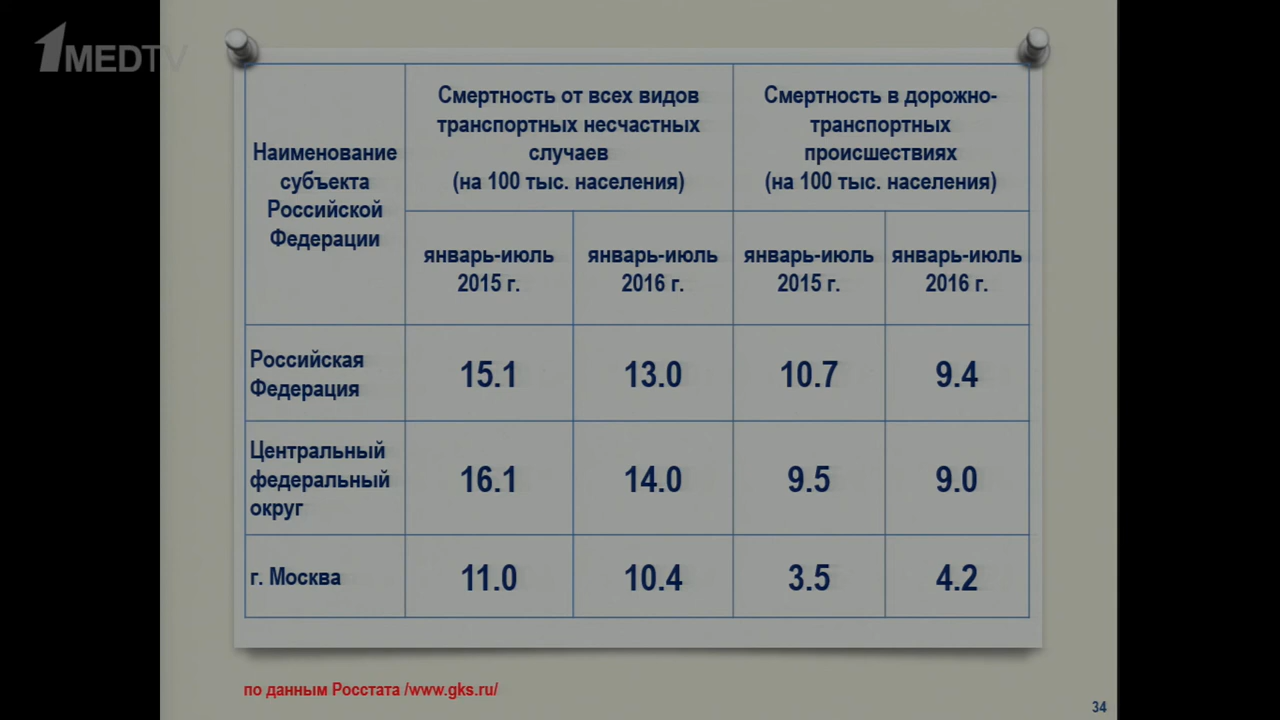 1MEDTV
Наименование
субъекта
Российской
Федерации
Смертность от всех видов
транспортных несчастных
случаев
(на 100 тыс. населения)
Смертность в дорожно-
транспортных
происшествиях
(на 100 тыс. населения)
январь-июль
2015 г.
январь-июль
2016 г.
январь-июль
2015 г.
январь-июль
2016 г.
Российская
Федерация
15.1
13.0
10.7
9.4
Центральный
федеральный
округ
16.1
14.0
9.5
9.0
г. Москва
11.0
10.4
3.5
4.2
по данным Росстата /www.gks.ru/
34